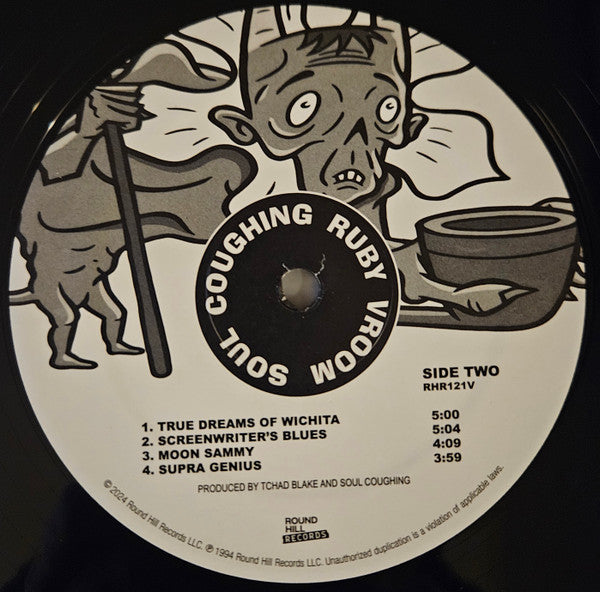 SOUL COUGHING RUBY VROOM
SIDE TWO
RHR121V
1. TRUE DREAMS OF WICHITA 5:00
2. SCREENWRITER'S BLUES 5:04
3. MOON SAMMY 4:09
4. SUPRA GENIUS 3:59
PRODUCED BY TCHAD BLAKE AND SOUL COUGHING
ROUND
HILL
RECORDS
© 2024 Round Hill Records LLC. ℗ 1994 Round Hill Records LLC. Unauthorized duplication is a violation of applicable laws.